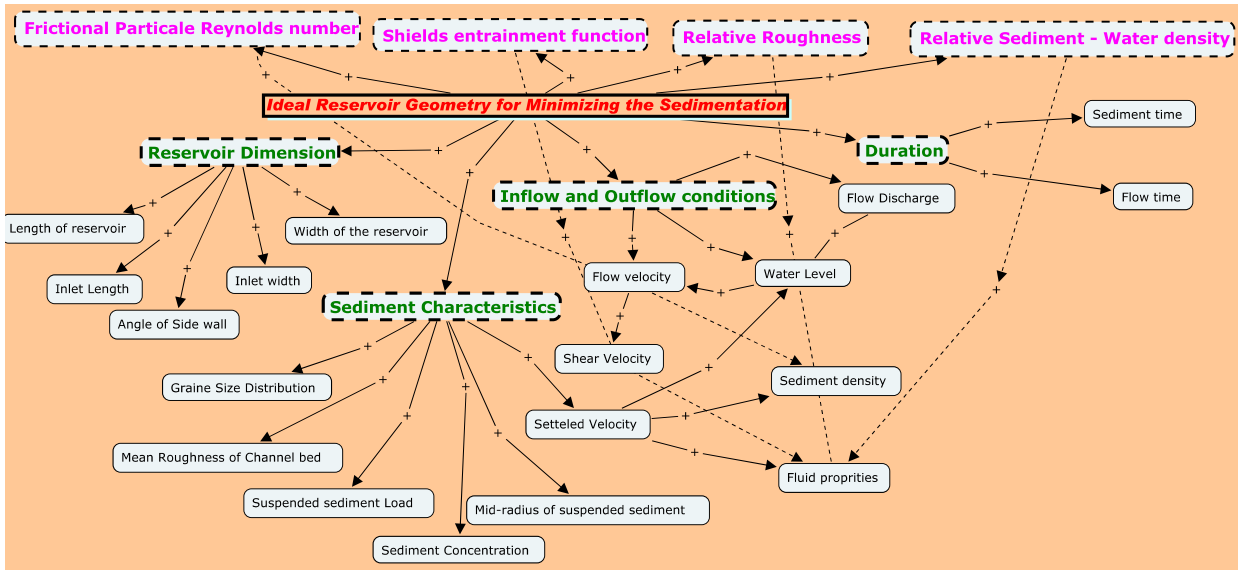 Frictional Particale Reynolds number
Shields entrainment function
Relative Roughness
Relative Sediment - Water density
Ideal Reservoir Geometry for Minimizing the Sedimentation
Sediment time
Reservoir Dimension
Duration
Inflow and Outflow conditions
Flow Discharge
Flow time
Length of reservoir
Width of the reservoir
Inlet Length
Inlet width
Flow velocity
Water Level
Angle of Side wall
Sediment Characteristics
Shear Velocity
Graine Size Distribution
Sediment density
Setteled Velocity
Mean Roughness of Channel bed
Fluid proprities
Suspended sediment Load
Mid-radius of suspended sediment
Sediment Concentration